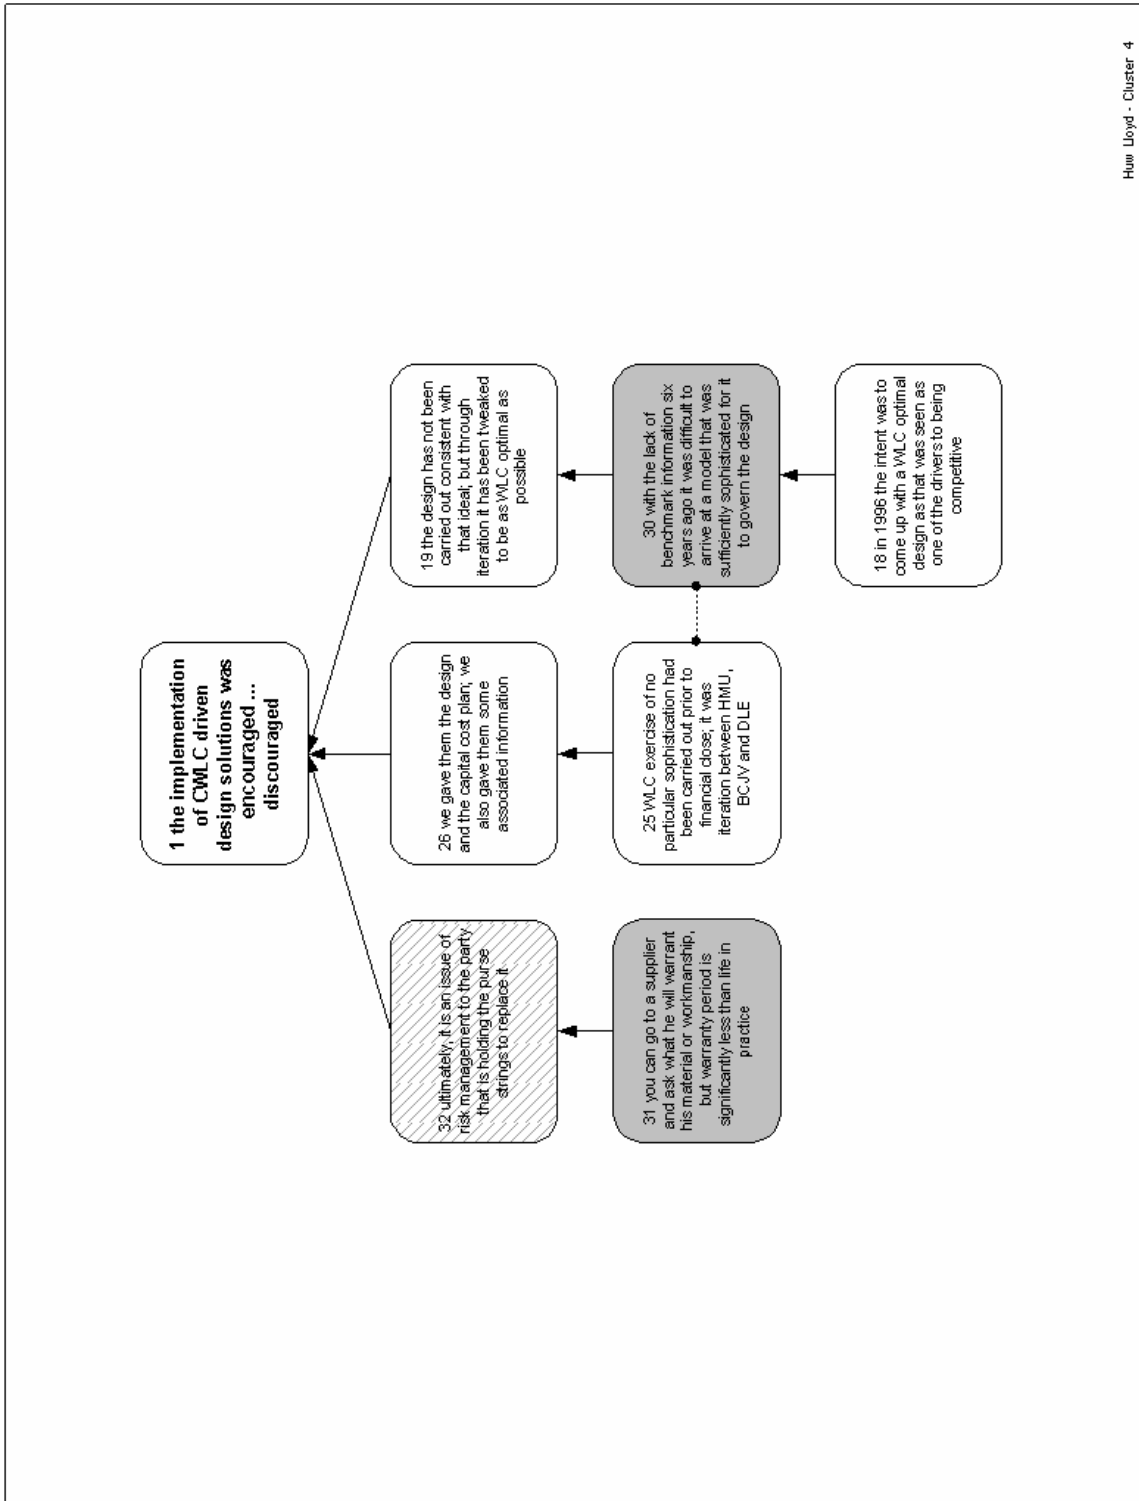 1 the implementation
of CWLC driven
design solutions was
encouraged ...
discouraged
32 ultimately, it is an issue of
risk management to the party
that is holding the purse
strings to replace it
26 we gave them the design
and the capital cost plan; we
also gave them some
associated information
19 the design has not been
carried out consistent with
that ideal; but through
iteration it has been tweaked
to be as WLC optimal as
possible
31 you can go to a supplier
and ask what he will warrant
his material or workmanship,
but warranty period is
significantly less than life in
practice
25 WLC exercise of no
particular sophistication had
been carried out prior to
financial close; it was
iteration between HMU,
BCJV and DLE
30 with the lack of
benchmark information six
years ago it was difficult to
arrive at a model that was
sufficiently sophisticated for it
to govern the design
18 in 1996 the intent was to
come up with a WLC optimal
design as that was seen as
one of the drivers to being
competitive
Huw Lloyd - Cluster 4